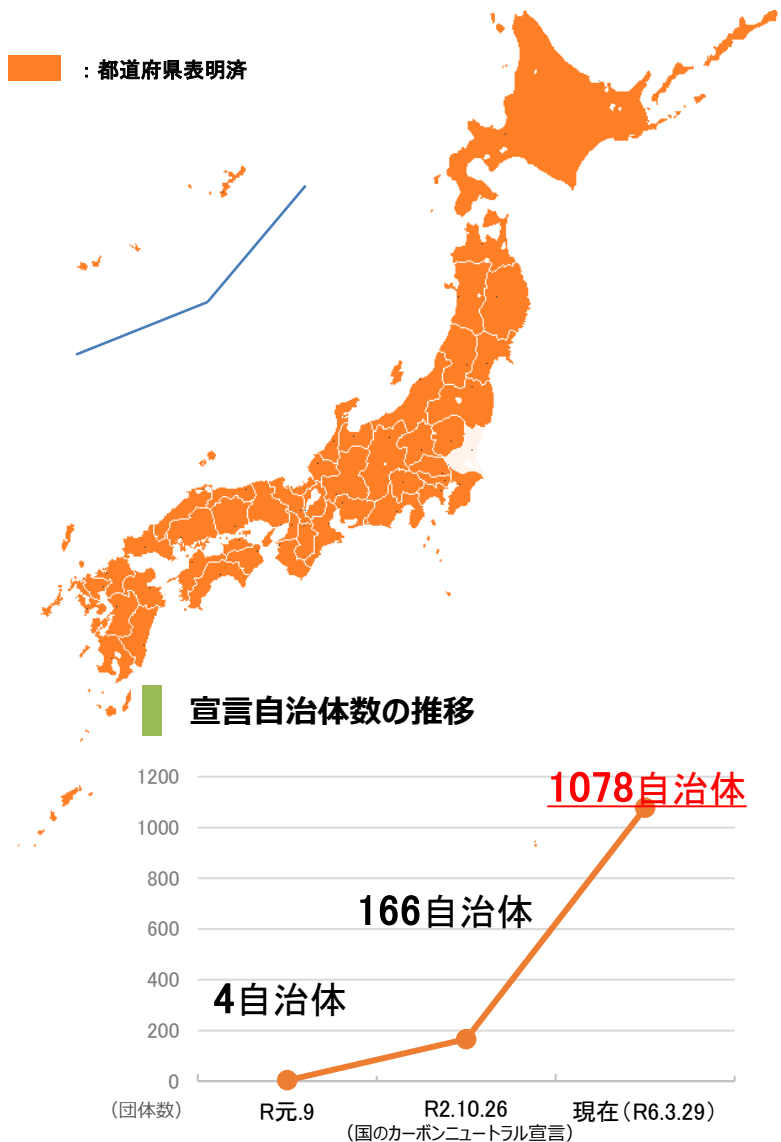 ：都道府県表明済
宣言自治体数の推移
1200
1000
800
600
400
200
0
1078自治体
166自治体
4自治体
（団体数）
R元.9
R2.10.26
（国のカーボンニュートラル宣言）
現在（R6.3.29）